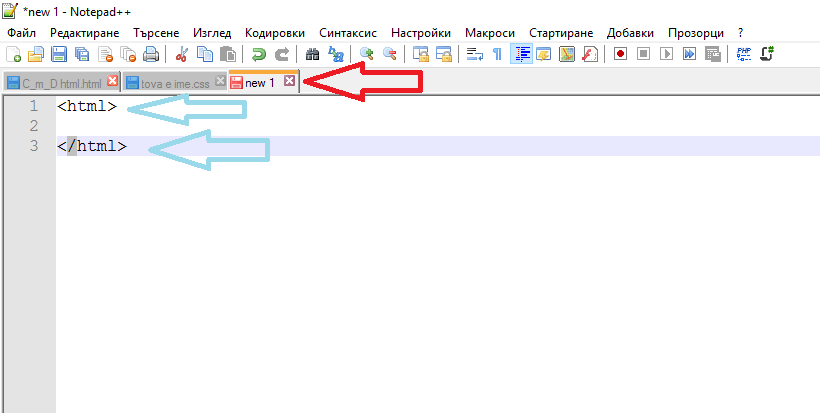 *new 1 - Notepad++
Файл Редактиране Търсене Изглед Кодировки Синтаксис Настройки Макроси Стартиране Добавки Прозорци ?
C_m_D html.html tova e ime.css new 1
1 <html>
2
3 </html>